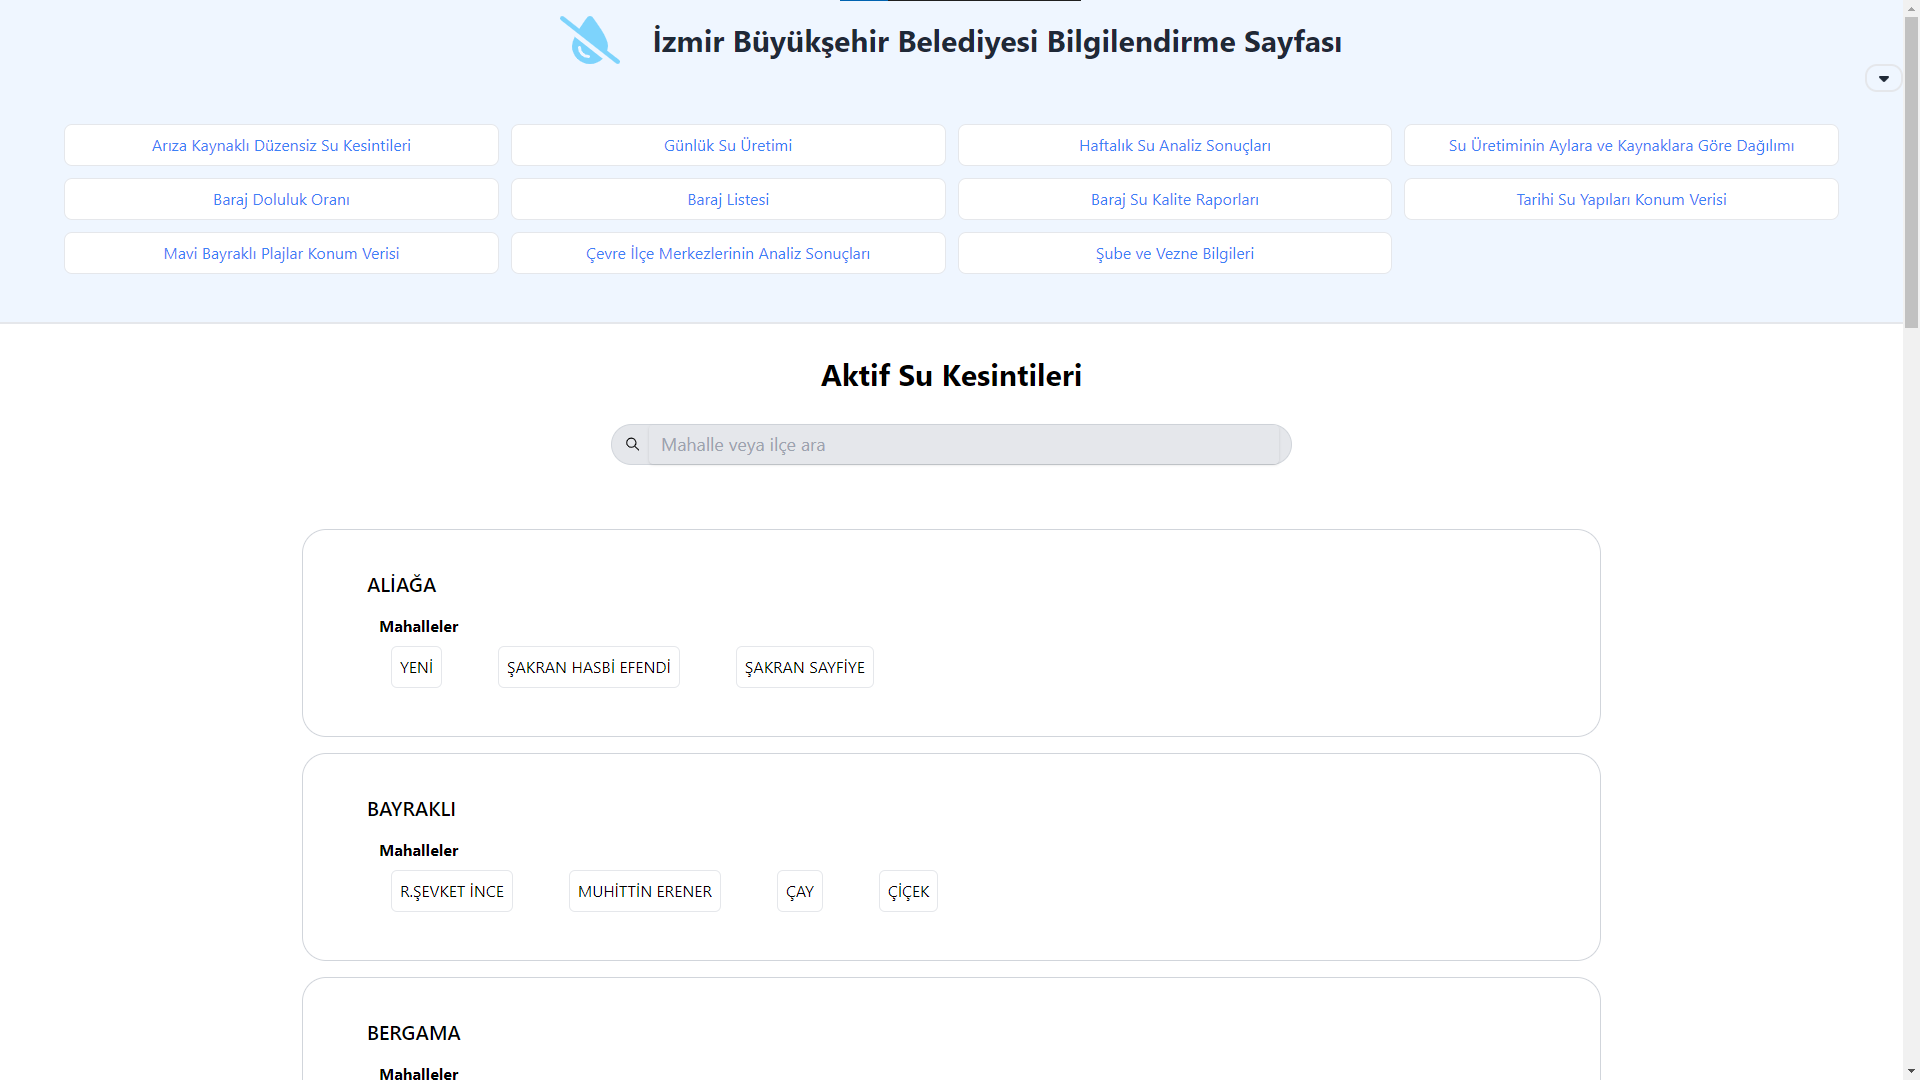 İzmir Büyükşehir Belediyesi Bilgilendirme Sayfası
Arıza Kaynaklı Düzensiz Su Kesintileri
Günlük Su Üretimi
Haftalık Su Analiz Sonuçları
Su Üretiminin Aylara ve Kaynaklara Göre Dağılımı
Baraj Doluluk Oranı
Baraj Listesi
Baraj Su Kalite Raporları
Tarihi Su Yapıları Konum Verisi
Mavi Bayraklı Plajlar Konum Verisi
Çevre İlçe Merkezlerinin Analiz Sonuçları
Şube ve Vezne Bilgileri
Aktif Su Kesintileri
Mahalle veya ilçe ara
ALİAĞA
Mahalleler
YENİ
ŞAKRAN HASBİ EFENDİ
ŞAKRAN SAYFİYE
BAYRAKLI
Mahalleler
R.ŞEVKET İNCE
MUHİTTİN ERENER
ÇAY
ÇİÇEK
BERGAMA
Mahalleler